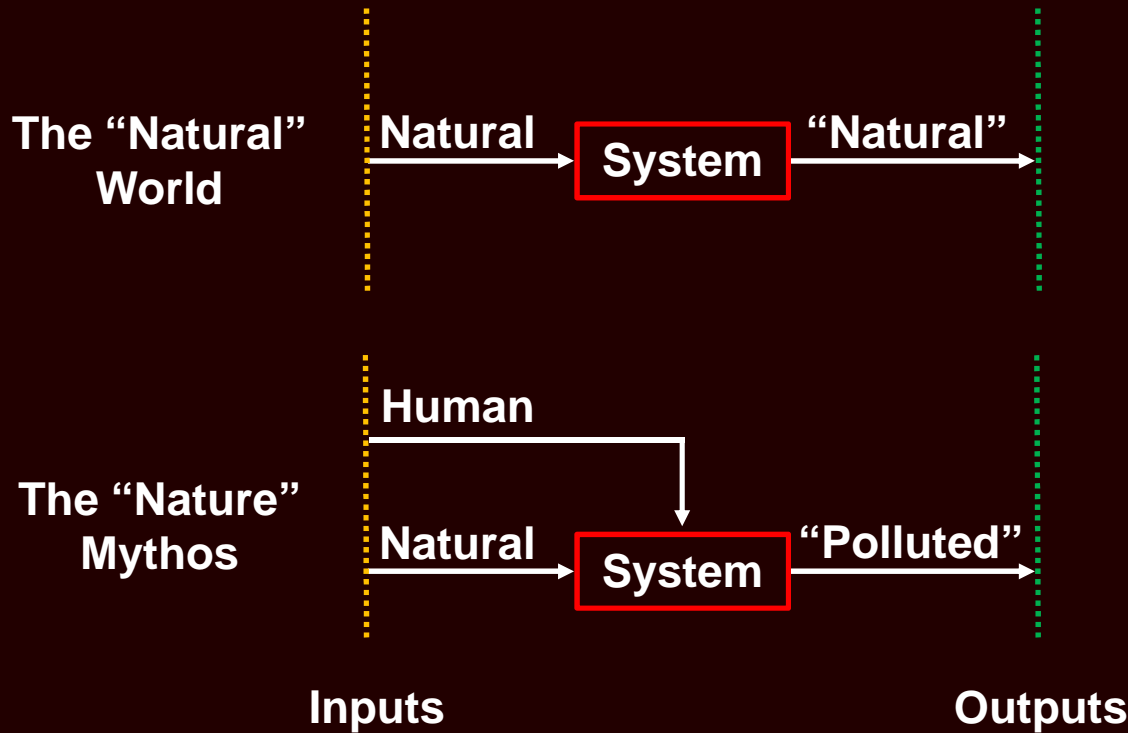 The “Natural”
World
Natural
System
“Natural”
Human
The “Nature”
Mythos
Natural
System
“Polluted”
Inputs
Outputs